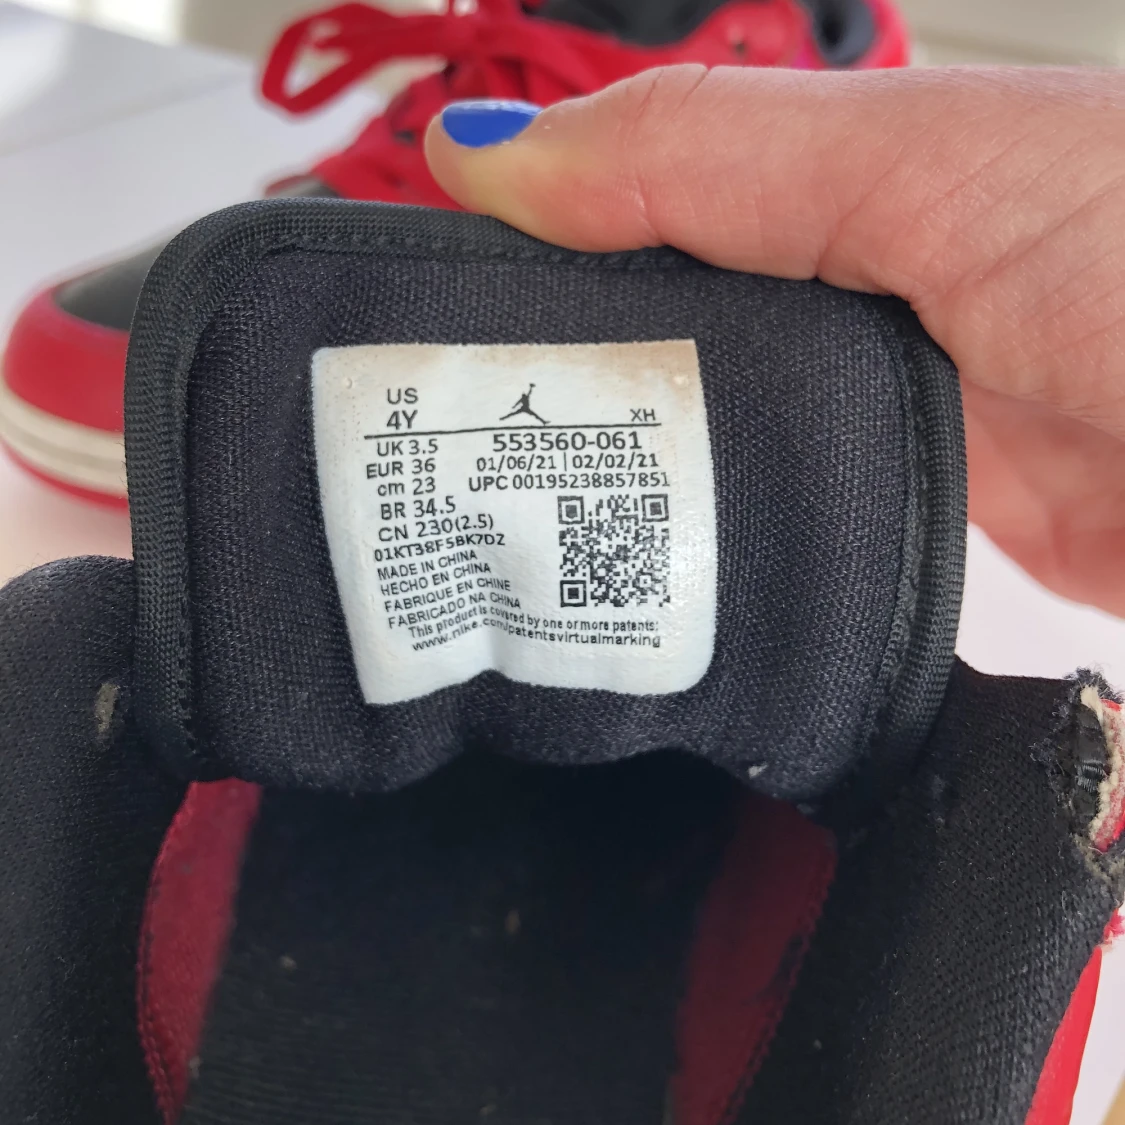 US
4Y
XH
UK 3.5
553560-061
EUR 36
01/06/21 | 02/02/21
cm 23
UPC 00195238857851
BR 34.5
CN 230(2.5)
01KT38F5BK7DZ
MADE IN CHINA
HECHO EN CHINA
FABRIQUE EN CHINE
FABRICADO NA CHINA
This product is covered by one or more patents:
www.nike.com/patentsvirtualmarking